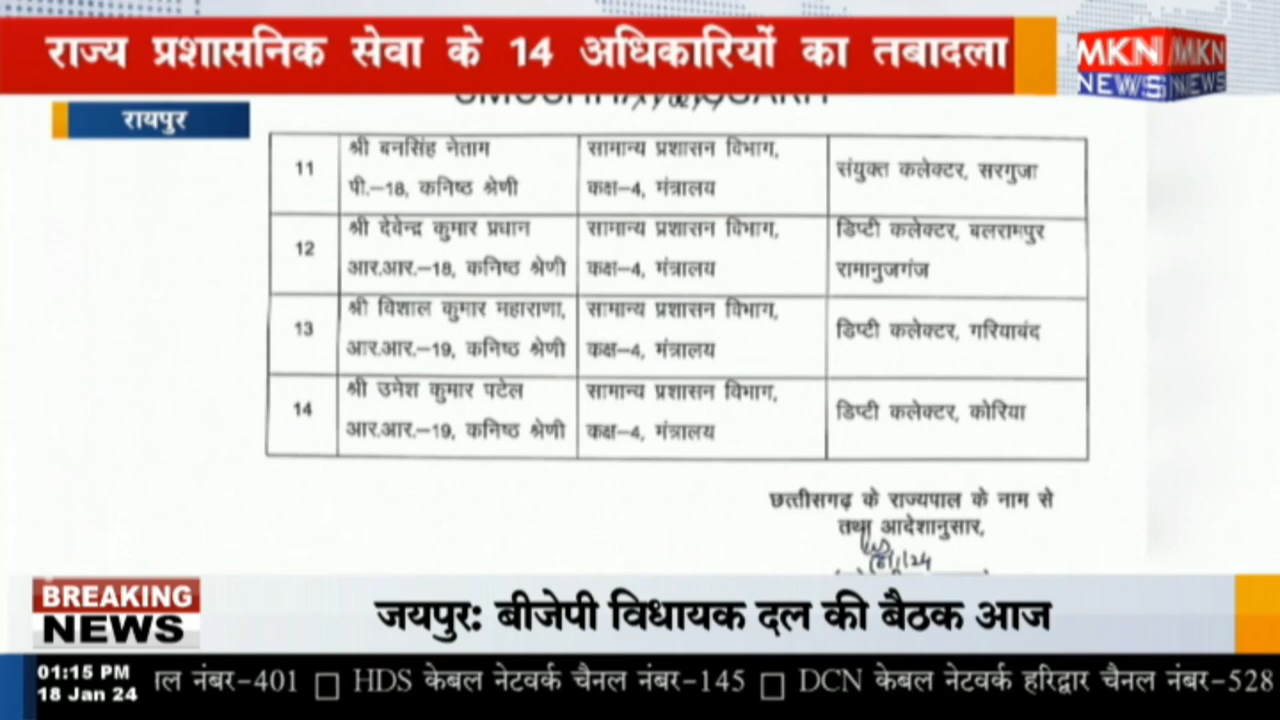 राज्य प्रशासनिक सेवा के 14 अधिकारियों का तबादला
MKN MKN
NEWS NEWS
रायपुर
11
श्री बनसिंह नेताम
पी.–18, कनिष्ठ श्रेणी
सामान्य प्रशासन विभाग,
कक्ष–4, मंत्रालय
संयुक्त कलेक्टर, सरगुजा
12
श्री देवेन्द्र कुमार प्रधान
आर.आर.–18, कनिष्ठ श्रेणी
सामान्य प्रशासन विभाग,
कक्ष–4, मंत्रालय
डिप्टी कलेक्टर, बलरामपुर
रामानुजगंज
13
श्री विशाल कुमार महाराणा,
आर.आर.–19, कनिष्ठ श्रेणी
सामान्य प्रशासन विभाग,
कक्ष–4, मंत्रालय
डिप्टी कलेक्टर, गरियाबंद
14
श्री उमेश कुमार पटेल
आर.आर.–19, कनिष्ठ श्रेणी
सामान्य प्रशासन विभाग,
कक्ष–4, मंत्रालय
डिप्टी कलेक्टर, कोरिया
छत्तीसगढ़ के राज्यपाल के नाम से
तथा आदेशानुसार,
BREAKING
NEWS
जयपुर: बीजेपी विधायक दल की बैठक आज
01:15 PM
18 Jan 24
ल नंबर-401 □ HDS केबल नेटवर्क चैनल नंबर-145 □ DCN केबल नेटवर्क हरिद्वार चैनल नंबर-528